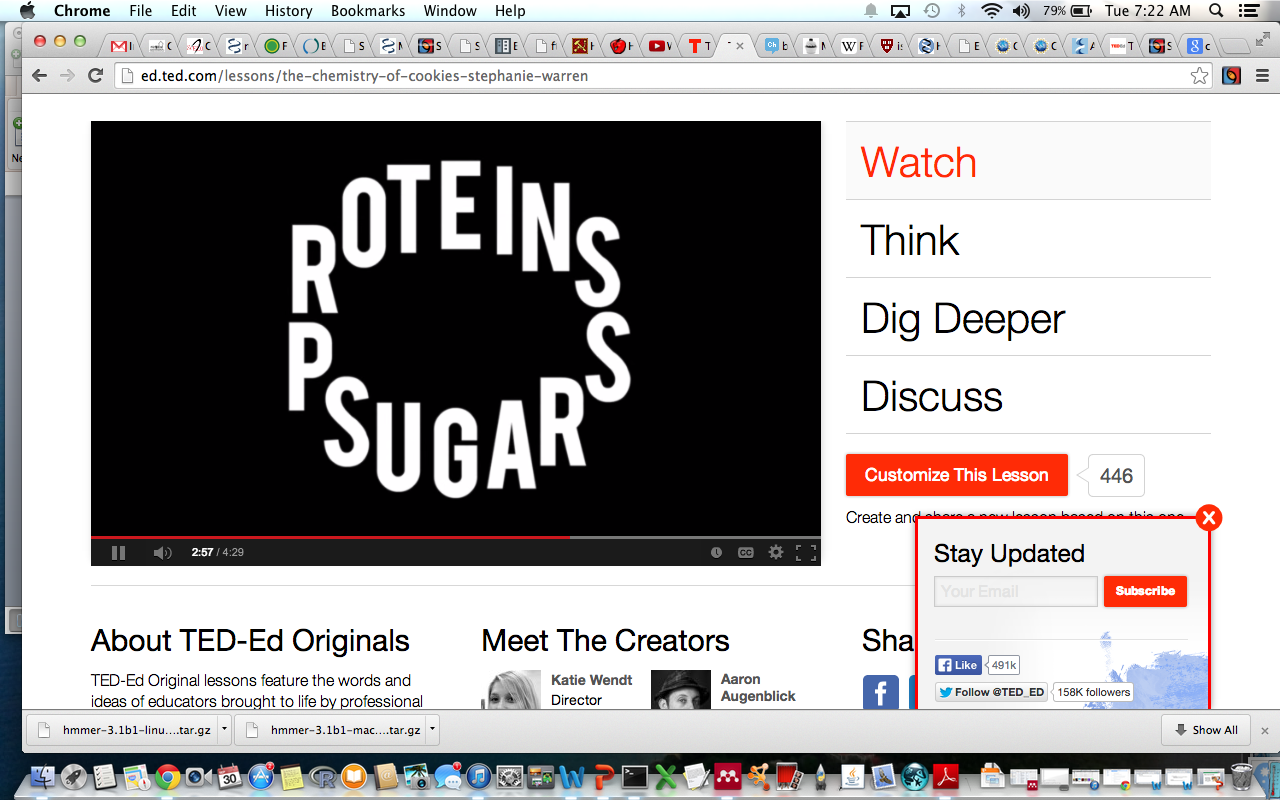 Chrome File Edit View History Bookmarks Window Help 79% Tue 7:22 AM
ed.ted.com/lessons/the-chemistry-of-cookies-stephanie-warren
PROTEINS
SUGARS
2:57 / 4:29
CC
Watch
Think
Dig Deeper
Discuss
Customize This Lesson 446
Create and share a new lesson based on this one
Stay Updated
Your Email Subscribe
Like 491k
Follow @TED_ED 158K followers
About TED-Ed Originals
TED-Ed Original lessons feature the words and
ideas of educators brought to life by professional
Meet The Creators
Katie Wendt
Director
Aaron
Augenblick
Sha
hmmer-3.1b1-linu....tar.gz hmmer-3.1b1-mac....tar.gz Show All